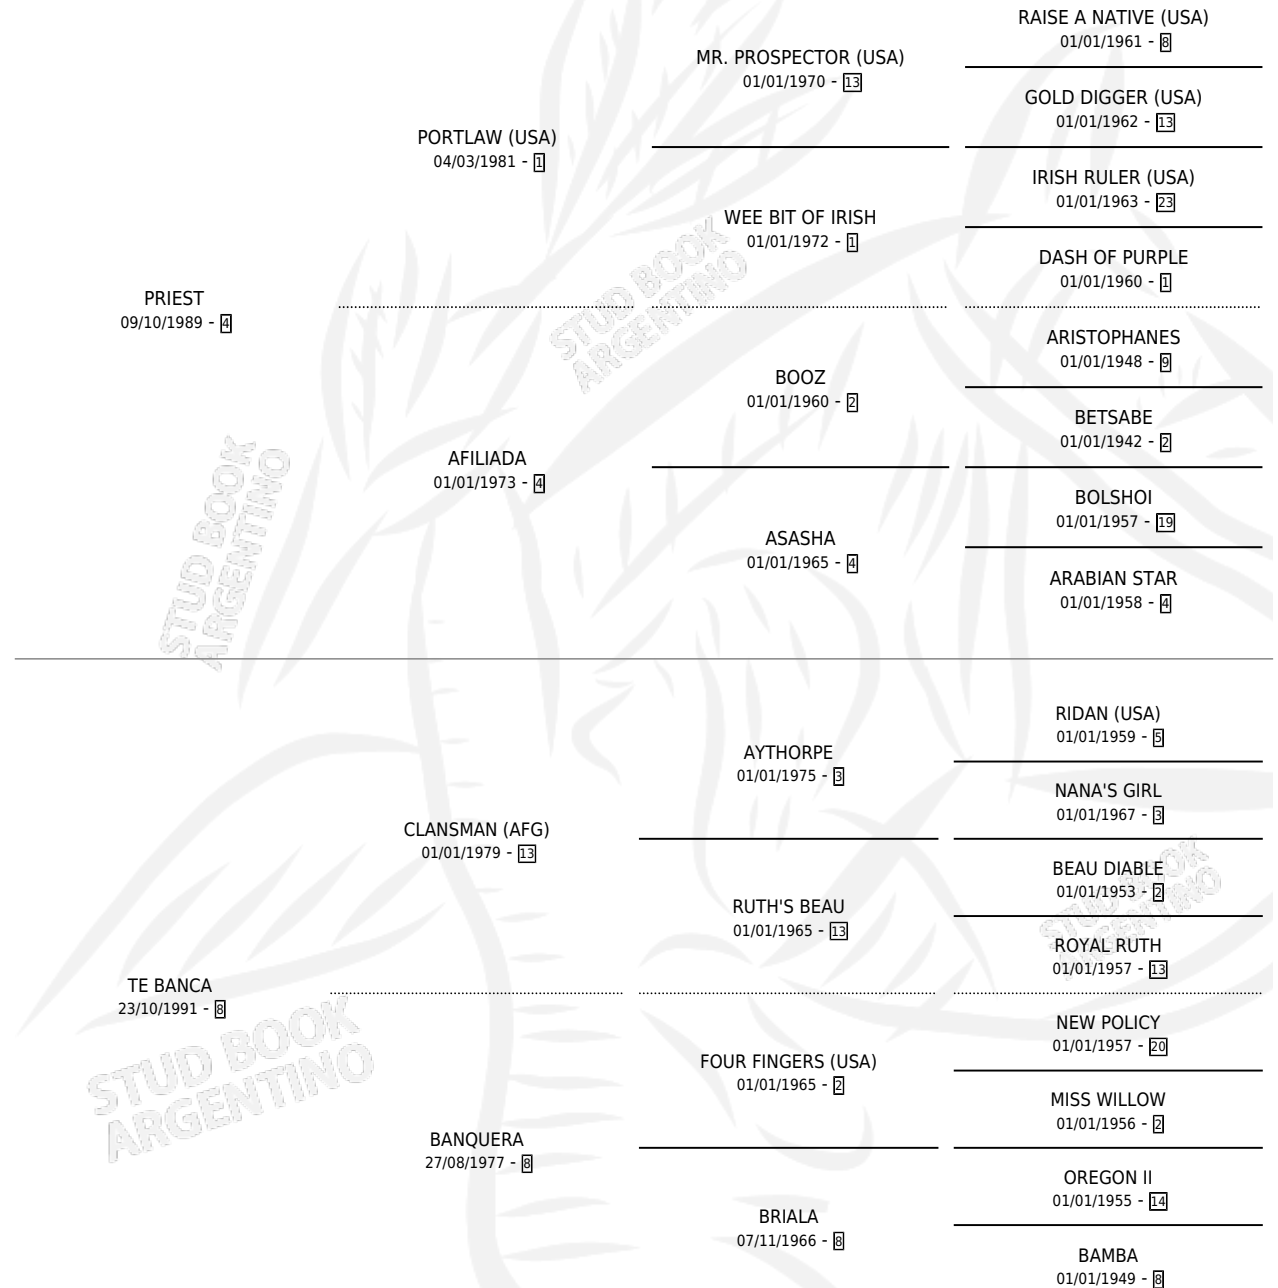 RAISE A NATIVE (USA)
01/01/1961 - 8
MR. PROSPECTOR (USA)
01/01/1970 - 13
GOLD DIGGER (USA)
01/01/1962 - 13
PORTLAW (USA)
04/03/1981 - 1
IRISH RULER (USA)
01/01/1963 - 23
WEE BIT OF IRISH
01/01/1972 - 1
DASH OF PURPLE
01/01/1960 - 1
PRIEST
09/10/1989 - 4
ARISTOPHANES
01/01/1948 - 9
BOOZ
01/01/1960 - 2
BETSABE
01/01/1942 - 2
AFILIADA
01/01/1973 - 4
BOLSHOI
01/01/1957 - 19
ASASHA
01/01/1965 - 4
ARABIAN STAR
01/01/1958 - 4
RIDAN (USA)
01/01/1959 - 5
AYTHORPE
01/01/1975 - 3
NANA'S GIRL
01/01/1967 - 3
CLANSMAN (AFG)
01/01/1979 - 13
BEAU DIABLE
01/01/1953 - 2
RUTH'S BEAU
01/01/1965 - 13
ROYAL RUTH
01/01/1957 - 13
TE BANCA
23/10/1991 - 8
NEW POLICY
01/01/1957 - 20
FOUR FINGERS (USA)
01/01/1965 - 2
MISS WILLOW
01/01/1956 - 2
BANQUERA
27/08/1977 - 8
OREGON II
01/01/1955 - 14
BRIALA
07/11/1966 - 8
BAMBA
01/01/1949 - 8
STUD BOOK
ARGENTINO
STUD BOOK
ARGENTINO
STUD BOOK
ARGENTINO
STUD BOOK
ARGENTINO